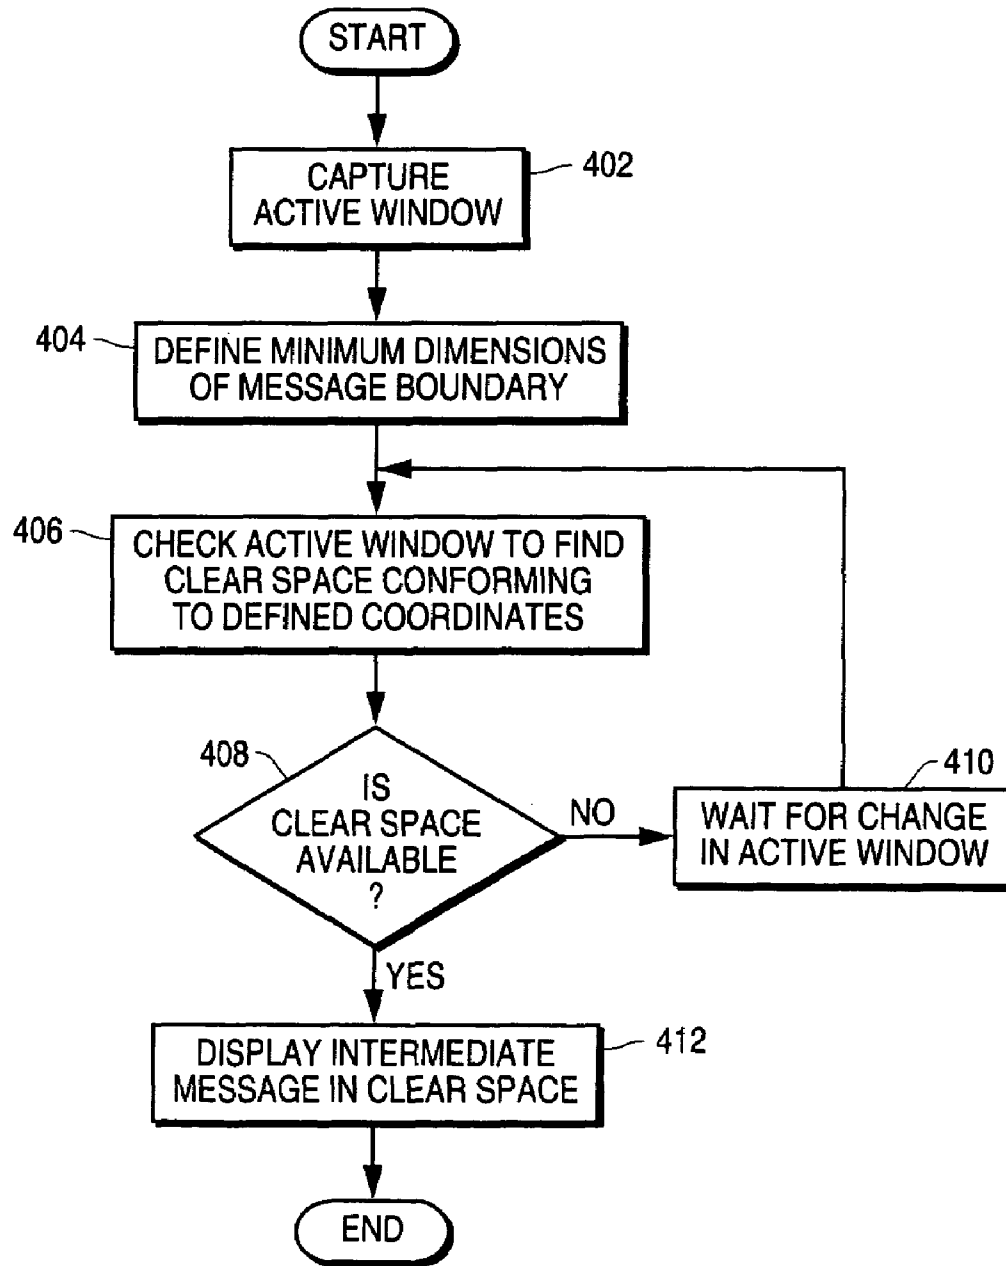 START
CAPTURE
ACTIVE WINDOW
402
404
DEFINE MINIMUM DIMENSIONS
OF MESSAGE BOUNDARY
406
CHECK ACTIVE WINDOW TO FIND
CLEAR SPACE CONFORMING
TO DEFINED COORDINATES
408
IS
CLEAR SPACE
AVAILABLE
?
NO
410
WAIT FOR CHANGE
IN ACTIVE WINDOW
YES
DISPLAY INTERMEDIATE
MESSAGE IN CLEAR SPACE
412
END